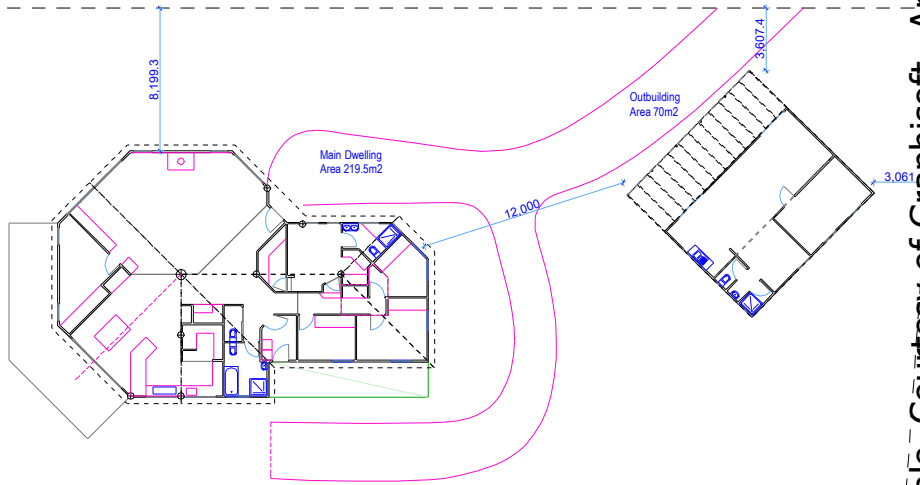 8,199.3
3,607.4
Outbuilding
Area 70m2
Main Dwelling
Area 219.5m2
3,061
12,000
Courtesy of Graphisoft